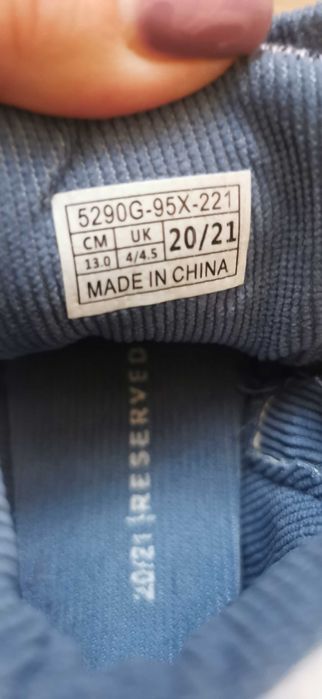 5290G-95X-221
CM UK 20/21
13.0 4/4.5
MADE IN CHINA
20/21 RESERVED